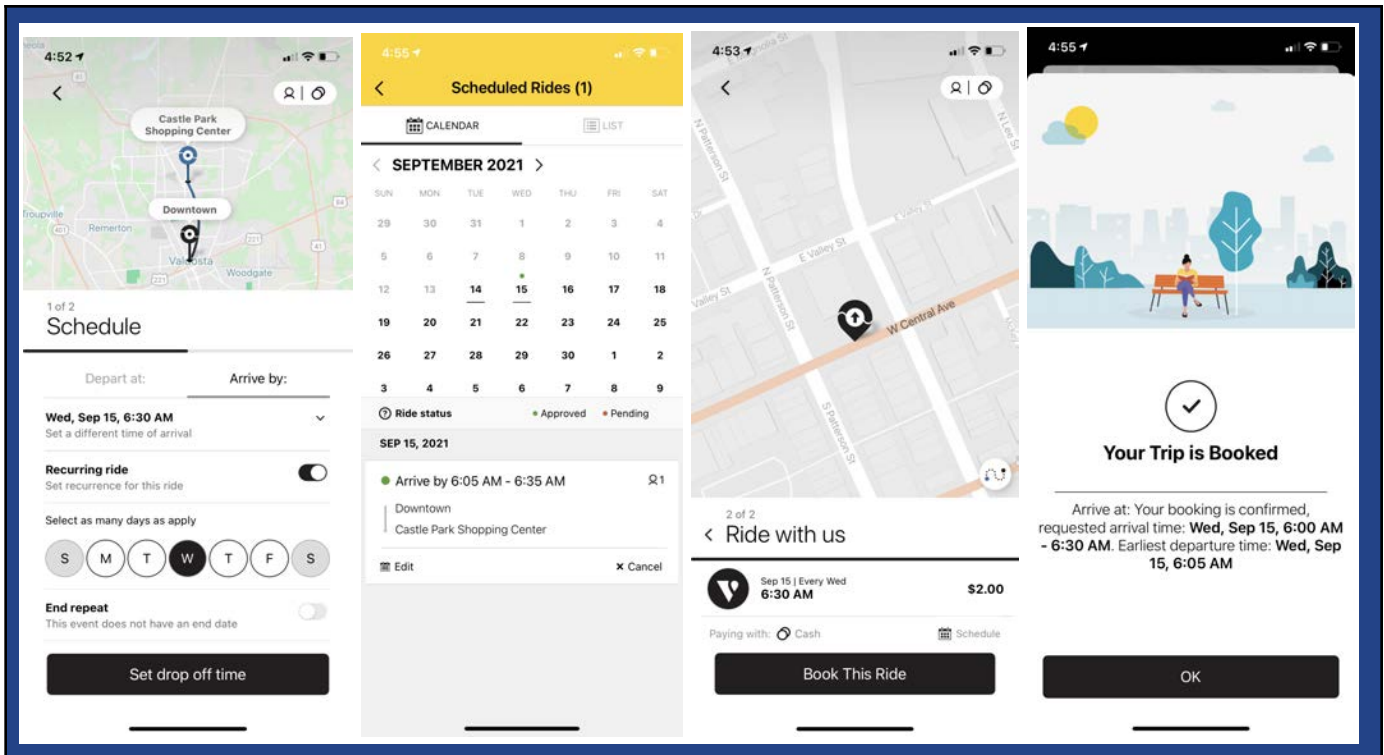 4:52
Castle Park
Shopping Center
Downtown
Remerton
Valdosta
Woodgate
1 of 2
Schedule
Depart at:
Arrive by:
Wed, Sep 15, 6:30 AM
Set a different time of arrival
Recurring ride
Set recurrence for this ride
Select as many days as apply
S M T W T F S
End repeat
This event does not have an end date
Set drop off time
4:55
Scheduled Rides (1)
CALENDAR
LIST
SEPTEMBER 2021
SUN MON TUE WED THU FRI SAT
29 30 31 1 2 3 4
5 6 7 8 9 10 11
12 13 14 15 16 17 18
19 20 21 22 23 24 25
26 27 28 29 30 1 2
3 4 5 6 7 8 9
Ride status
Approved
Pending
SEP 15, 2021
Arrive by 6:05 AM - 6:35 AM
1
Downtown
Castle Park Shopping Center
Edit
Cancel
4:53
N Patterson St
N Lee St
E Valley St
E Valley St
Valley St
N Patterson St
W Central Ave
S Patterson St
2 of 2
Ride with us
Sep 15 | Every Wed
6:30 AM
$2.00
Paying with: Cash
Schedule
Book This Ride
4:55
Your Trip is Booked
Arrive at: Your booking is confirmed,
requested arrival time: Wed, Sep 15, 6:00 AM
- 6:30 AM. Earliest departure time: Wed, Sep
15, 6:05 AM
OK